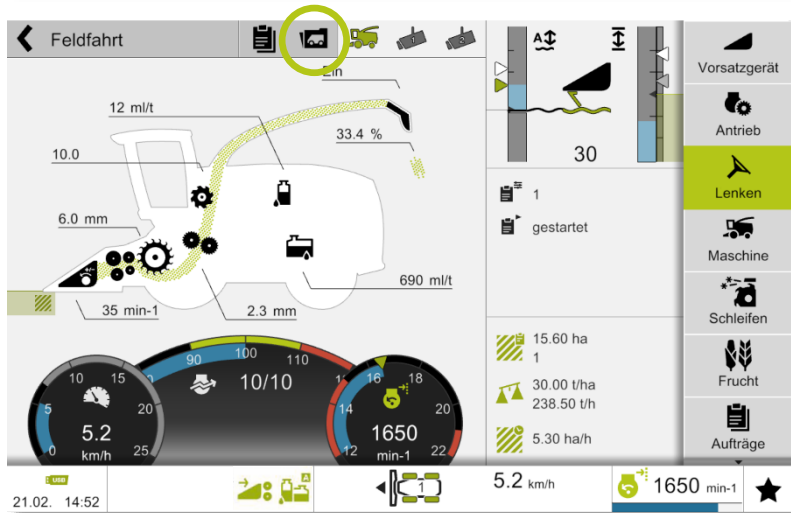 Feldfahrt
1
2
A
Vorsatzgerät
Ein
12 ml/t
33.4 %
10.0
6.0 mm
+/-
690 ml/t
35 min-1
2.3 mm
30
1
gestartet
Antrieb
Lenken
Maschine
Schleifen
Frucht
Aufträge
90 100 110
10/10
0 5 10 15 20 25
5.2
km/h
12 14 16 18 20 22
1650
min-1
15.60 ha
1
30.00 t/ha
238.50 t/h
5.30 ha/h
USB
21.02. 14:52
A
1
5.2 km/h
1650 min-1